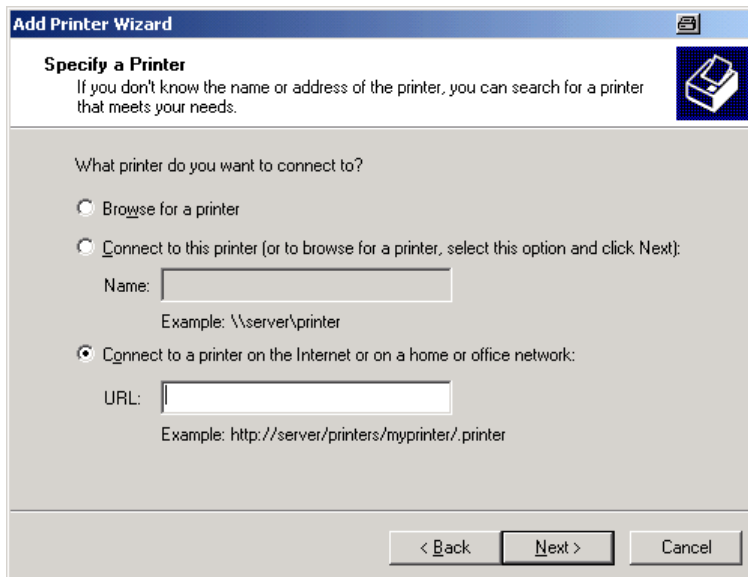 Add Printer Wizard
Specify a Printer
If you don't know the name or address of the printer, you can search for a printer
that meets your needs.
What printer do you want to connect to?
Browse for a printer
Connect to this printer (or to browse for a printer, select this option and click Next):
Name:
Example: \\server\printer
Connect to a printer on the Internet or on a home or office network:
URL:
Example: http://server/printers/myprinter/.printer
< Back Next > Cancel